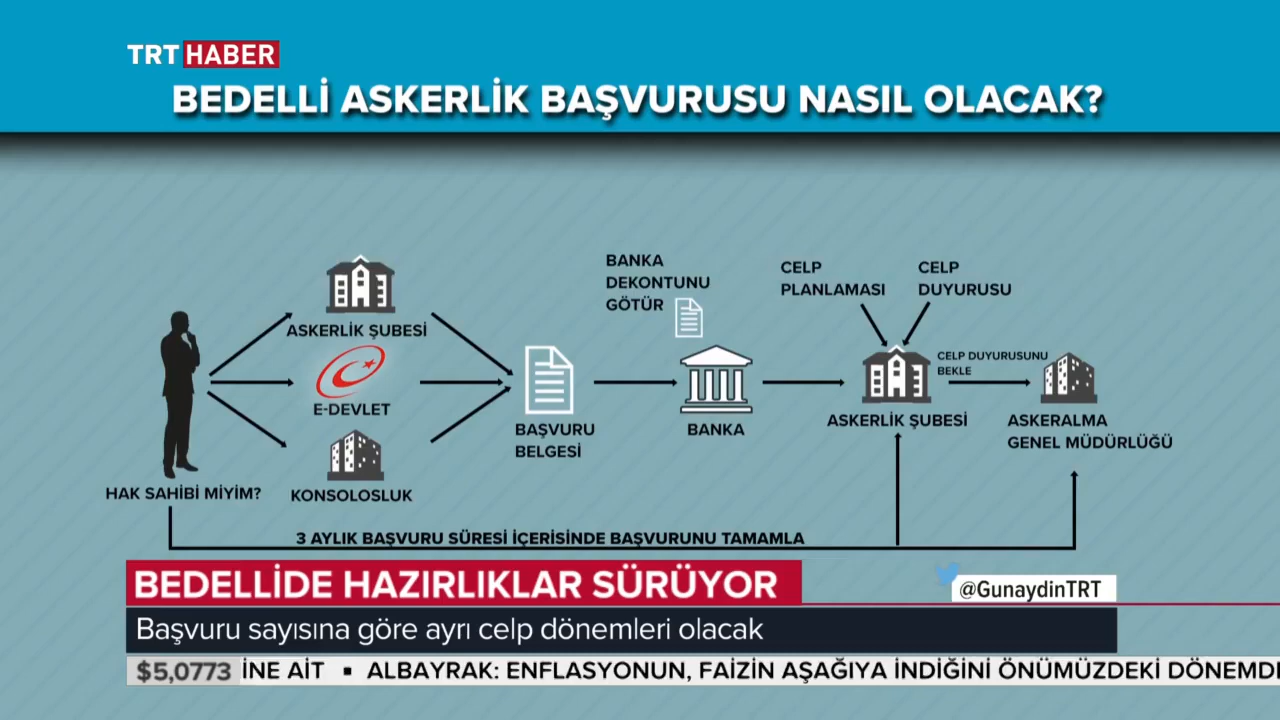 TRT HABER
BEDELLİ ASKERLİK BAŞVURUSU NASIL OLACAK?
BANKA
DEKONTUNU
GÖTÜR
CELP
PLANLAMASI
CELP
DUYURUSU
ASKERLİK ŞUBESİ
E-DEVLET
KONSOLOSLUK
HAK SAHİBİ MİYİM?
BAŞVURU
BELGESİ
BANKA
ASKERLİK ŞUBESİ
CELP DUYURUSUNU
BEKLE
ASKERALMA
GENEL MÜDÜRLÜĞÜ
3 AYLIK BAŞVURU SÜRESİ İÇERİSİNDE BAŞVURUNU TAMAMLA
BEDELLİDE HAZIRLIKLAR SÜRÜYOR
@GunaydinTRT
Başvuru sayısına göre ayrı celp dönemleri olacak
$5,0773 İNE AİT ▪ ALBAYRAK: ENFLASYONUN, FAİZİN AŞAĞIYA İNDİĞİNİ ÖNÜMÜZDEKİ DÖNEMDE